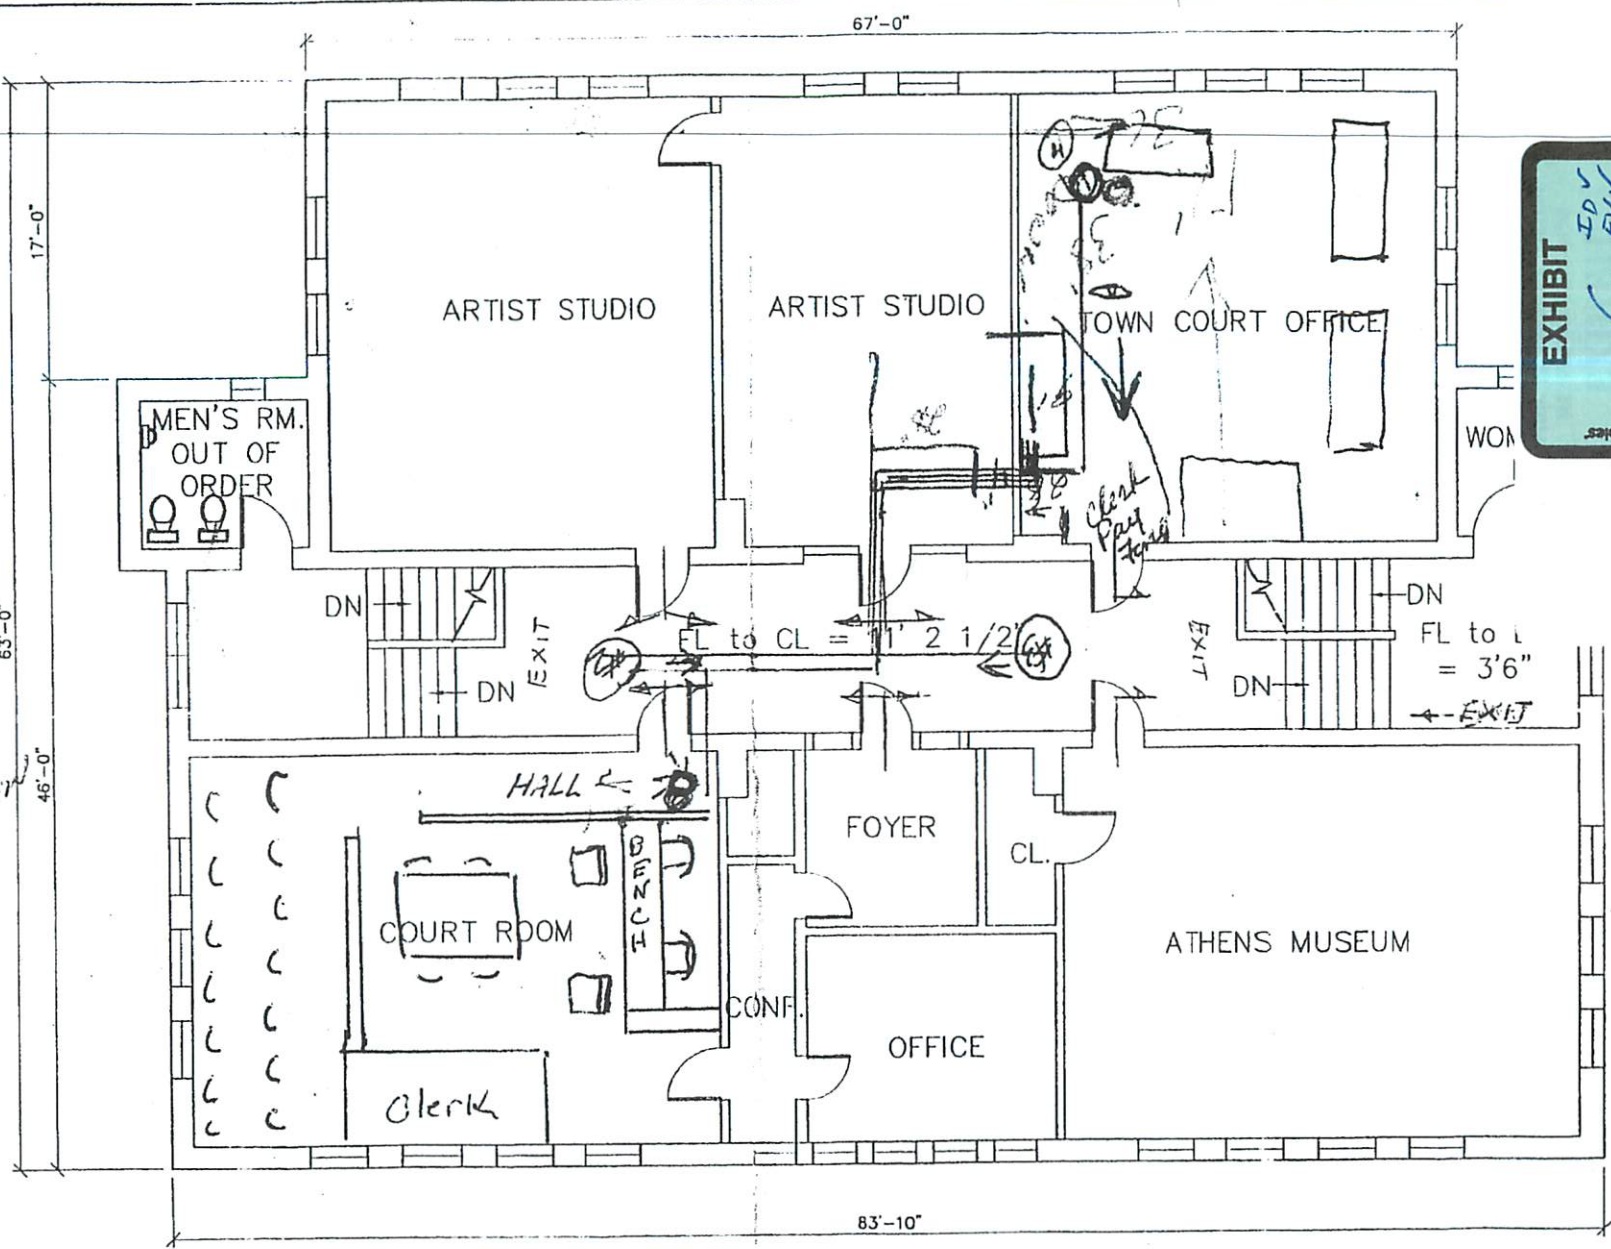 67'-0"
17'-0"
EXHIBIT
ARTIST STUDIO
ARTIST STUDIO
TOWN COURT OFFICE
MEN'S RM.
OUT OF
ORDER
WOM
Clerk
Pay
DN
EXIT
FL to CL = 11' 2 1/2"
EXIT
DN
FL to
= 3'6"
DN
DN
EXIT
63'-0"
46'-0"
HALL
BENCH
FOYER
CL.
COURT ROOM
ATHENS MUSEUM
CONF.
OFFICE
Clerk
83'-10"